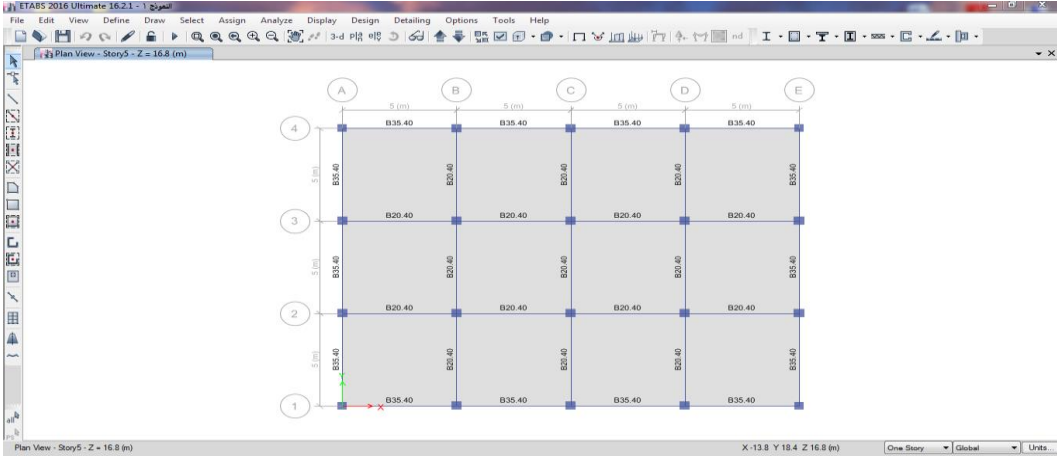 ETABS 2016 Ultimate 16.2.1 - النموذج ١
File Edit View Define Draw Select Assign Analyze Display Design Detailing Options Tools Help
3-d nd
Plan View - Story5 - Z = 16.8 (m)
A B C D E
5 (m) 5 (m) 5 (m) 5 (m)
4 B35.40 B35.40 B35.40 B35.40
5 (m) B35.40 B20.40 B20.40 B20.40 B35.40
3 B20.40 B20.40 B20.40 B20.40
5 (m) B35.40 B20.40 B20.40 B20.40 B35.40
2 B20.40 B20.40 B20.40 B20.40
5 (m) B35.40 B20.40 B20.40 B20.40 B35.40
Y
1 X B35.40 B35.40 B35.40 B35.40
all
ps
Plan View - Story5 - Z = 16.8 (m) X -13.8 Y 18.4 Z 16.8 (m) One Story Global Units...